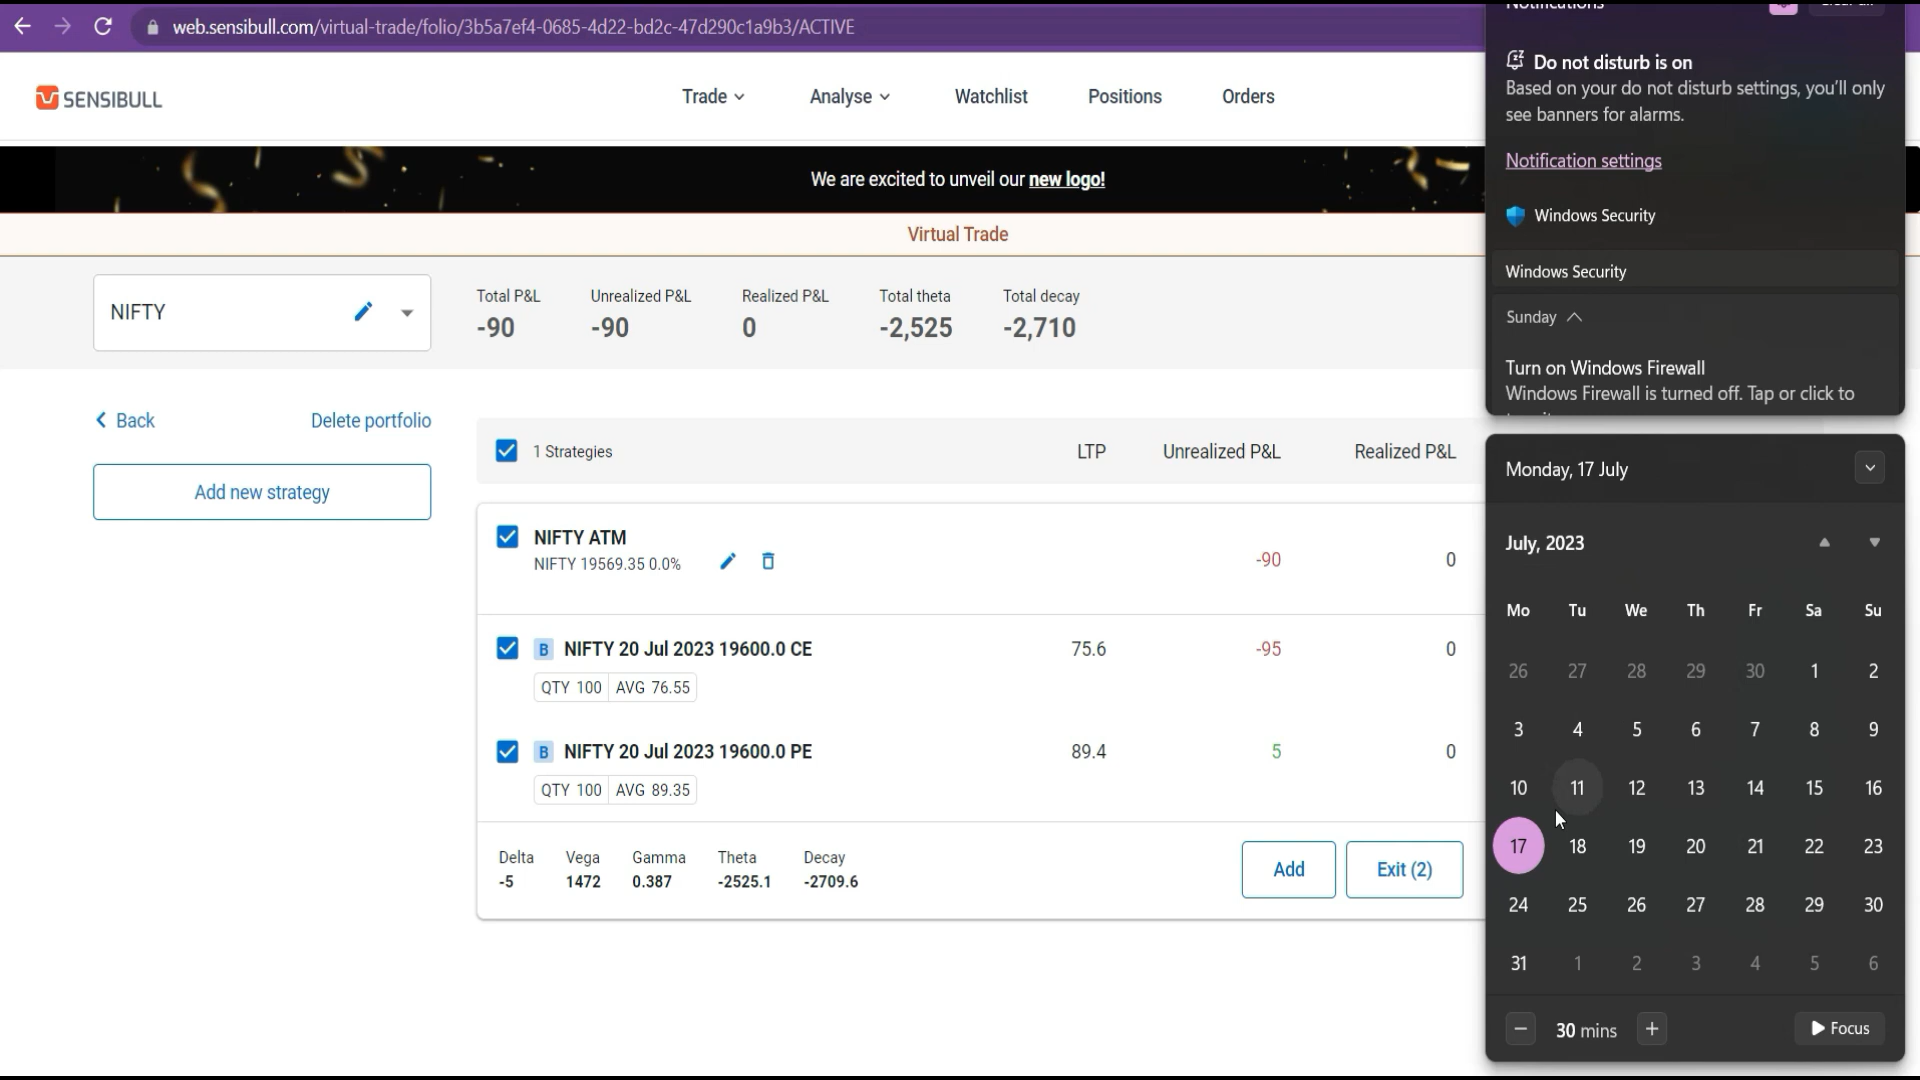 web.sensibull.com/virtual-trade/folio/3b5a7ef4-0685-4d22-bd2c-47d290c1a9b3/ACTIVE
SENSIBULL
Trade
Analyse
Watchlist
Positions
Orders
We are excited to unveil our new logo!
Virtual Trade
NIFTY
Total P&L
Unrealized P&L
Realized P&L
Total theta
Total decay
-90
-90
0
-2,525
-2,710
Back
Delete portfolio
Add new strategy
1 Strategies
LTP
Unrealized P&L
Realized P&L
NIFTY ATM
NIFTY 19569.35 0.0%
-90
0
B NIFTY 20 Jul 2023 19600.0 CE
75.6
-95
0
QTY 100 AVG 76.55
B NIFTY 20 Jul 2023 19600.0 PE
89.4
5
0
QTY 100 AVG 89.35
Delta Vega Gamma Theta Decay
-5 1472 0.387 -2525.1 -2709.6
Add
Exit (2)
Do not disturb is on
Based on your do not disturb settings, you'll only
see banners for alarms.
Notification settings
Windows Security
Windows Security
Sunday
Turn on Windows Firewall
Windows Firewall is turned off. Tap or click to
Monday, 17 July
July, 2023
Mo Tu We Th Fr Sa Su
26 27 28 29 30 1 2
3 4 5 6 7 8 9
10 11 12 13 14 15 16
17 18 19 20 21 22 23
24 25 26 27 28 29 30
31 1 2 3 4 5 6
30 mins
Focus